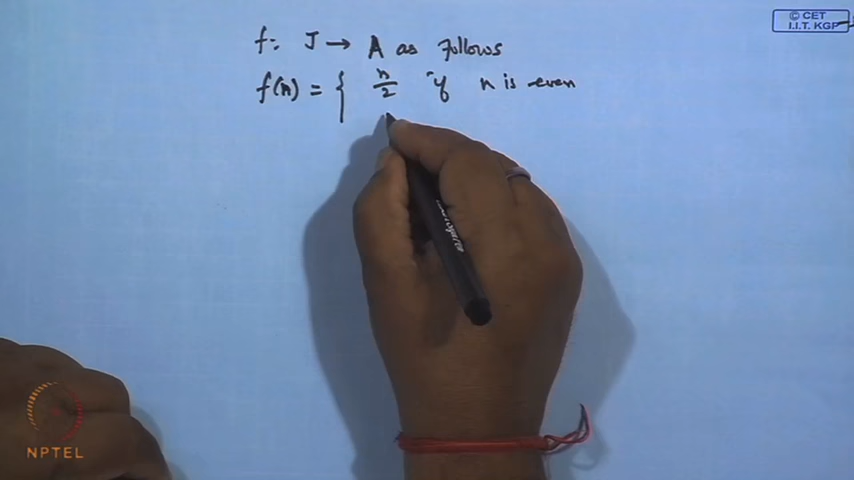 f: J → A as follows
f(n) = { n/2 if n is even
© CET
I.I.T. KGP
NPTEL